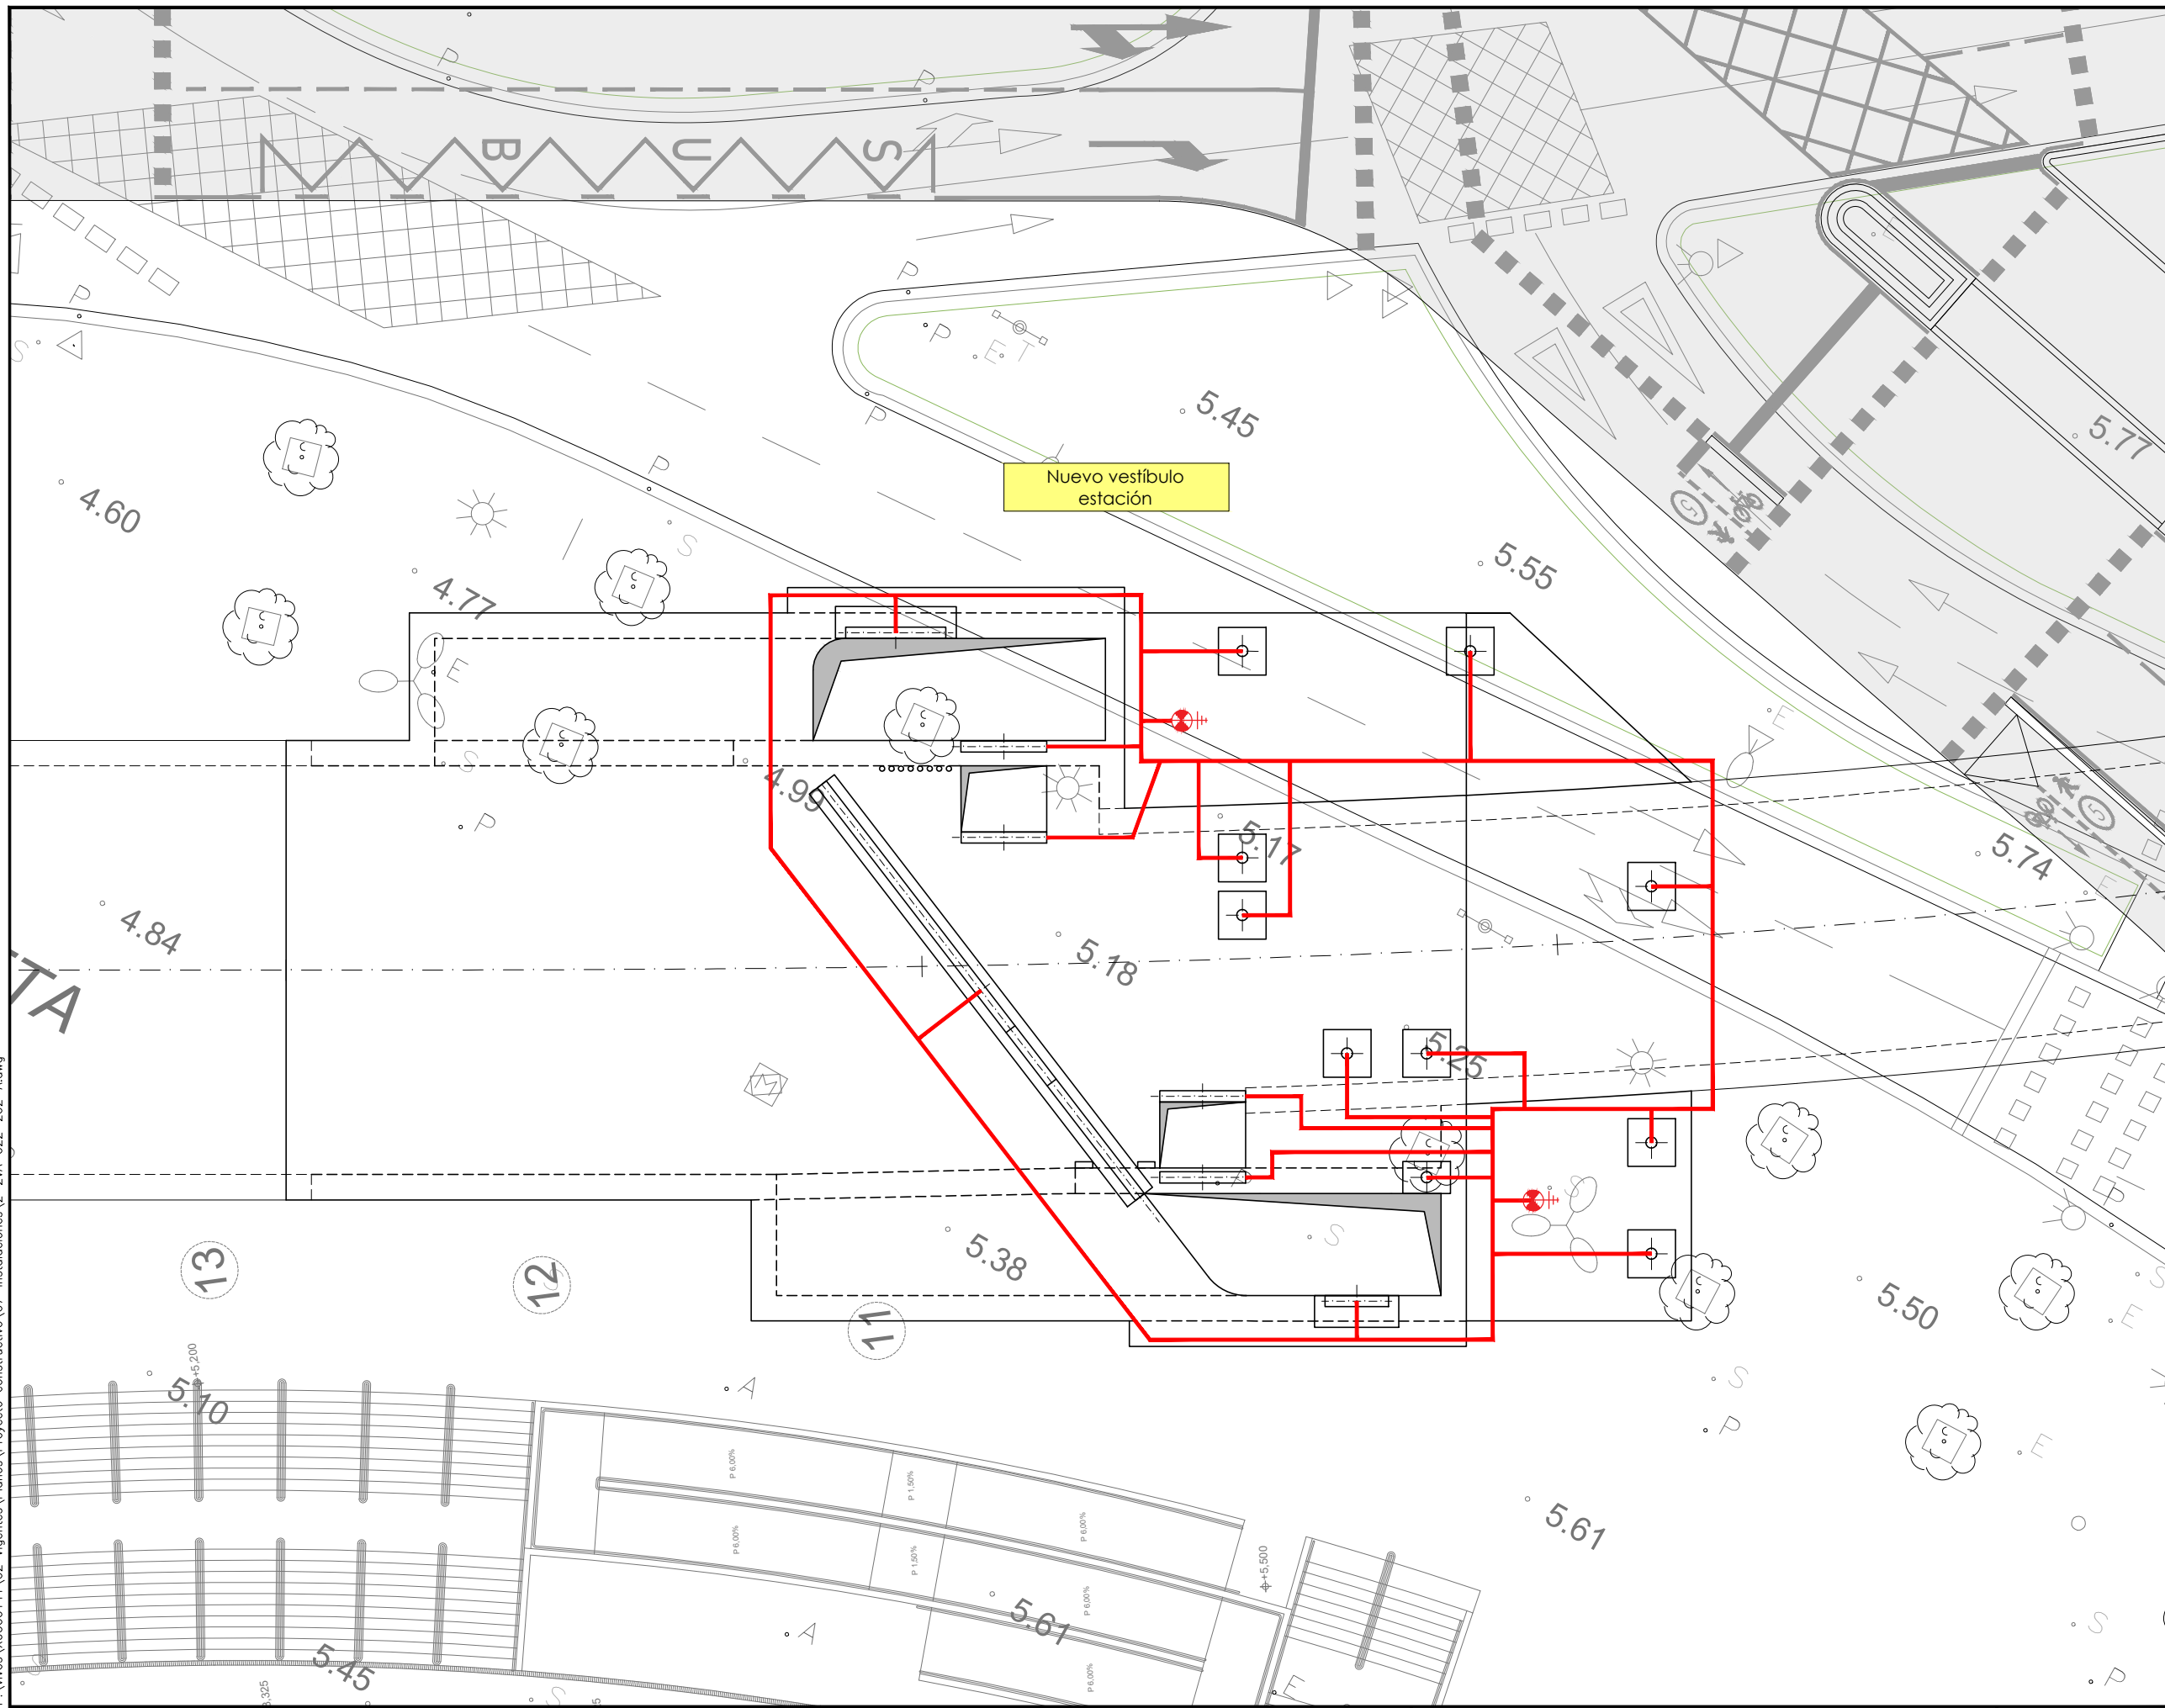 B U S
P
P
P
P
P
P
S
E T
P
5.45
5.77
Nuevo vestíbulo
estación
4.60
P
S
5
5.55
4.77
E
E
S
4.99
P
5.17
5
5.74
E
4.84
5.18
TA
5.25
M
P
S
S
5.38
13
12
S
11
5.50
S
E
+5,200
5.10
A
S
P
E
P 6,00%
P 1,50%
P 6,00%
5.61
P 6,00%
P 1,50%
+5,500
P 6,00%
5.61
A
S
5.45
P 6,00%
E
P
S